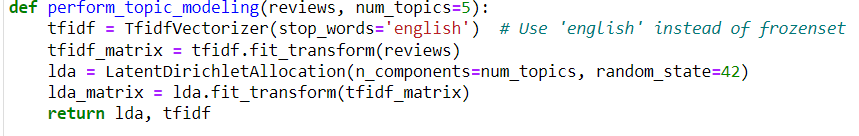 def perform_topic_modeling(reviews, num_topics=5):
    tfidf = TfidfVectorizer(stop_words='english')  # Use 'english' instead of frozenset
    tfidf_matrix = tfidf.fit_transform(reviews)
    lda = LatentDirichletAllocation(n_components=num_topics, random_state=42)
    lda_matrix = lda.fit_transform(tfidf_matrix)
    return lda, tfidf